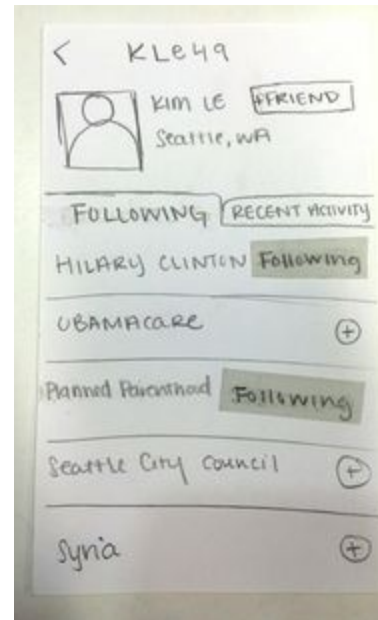 < KLe49
KIM LE +FRIEND
Seattle, WA
FOLLOWING RECENT ACTIVITY
HILARY CLINTON Following
OBAMACARE +
Planned Parenthood Following
Seattle City Council +
Syria +